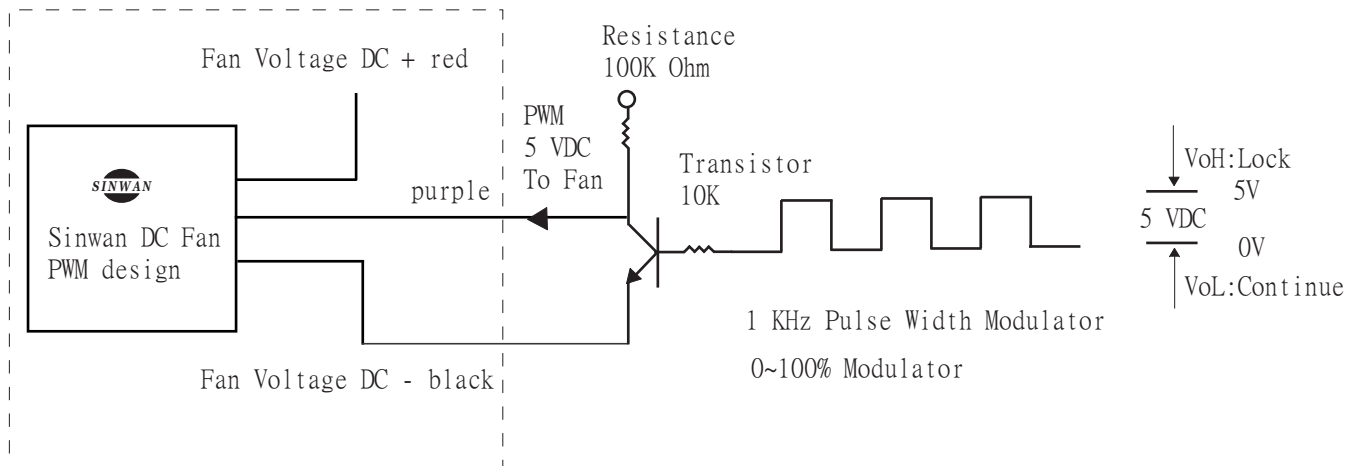 Resistance
100K Ohm
Fan Voltage DC + red
PWM
5 VDC
To Fan
Transistor
10K
SINWAN
purple
Sinwan DC Fan
PWM design
VoH:Lock
5V
5 VDC
0V
VoL:Continue
1 KHz Pulse Width Modulator
0~100% Modulator
Fan Voltage DC - black